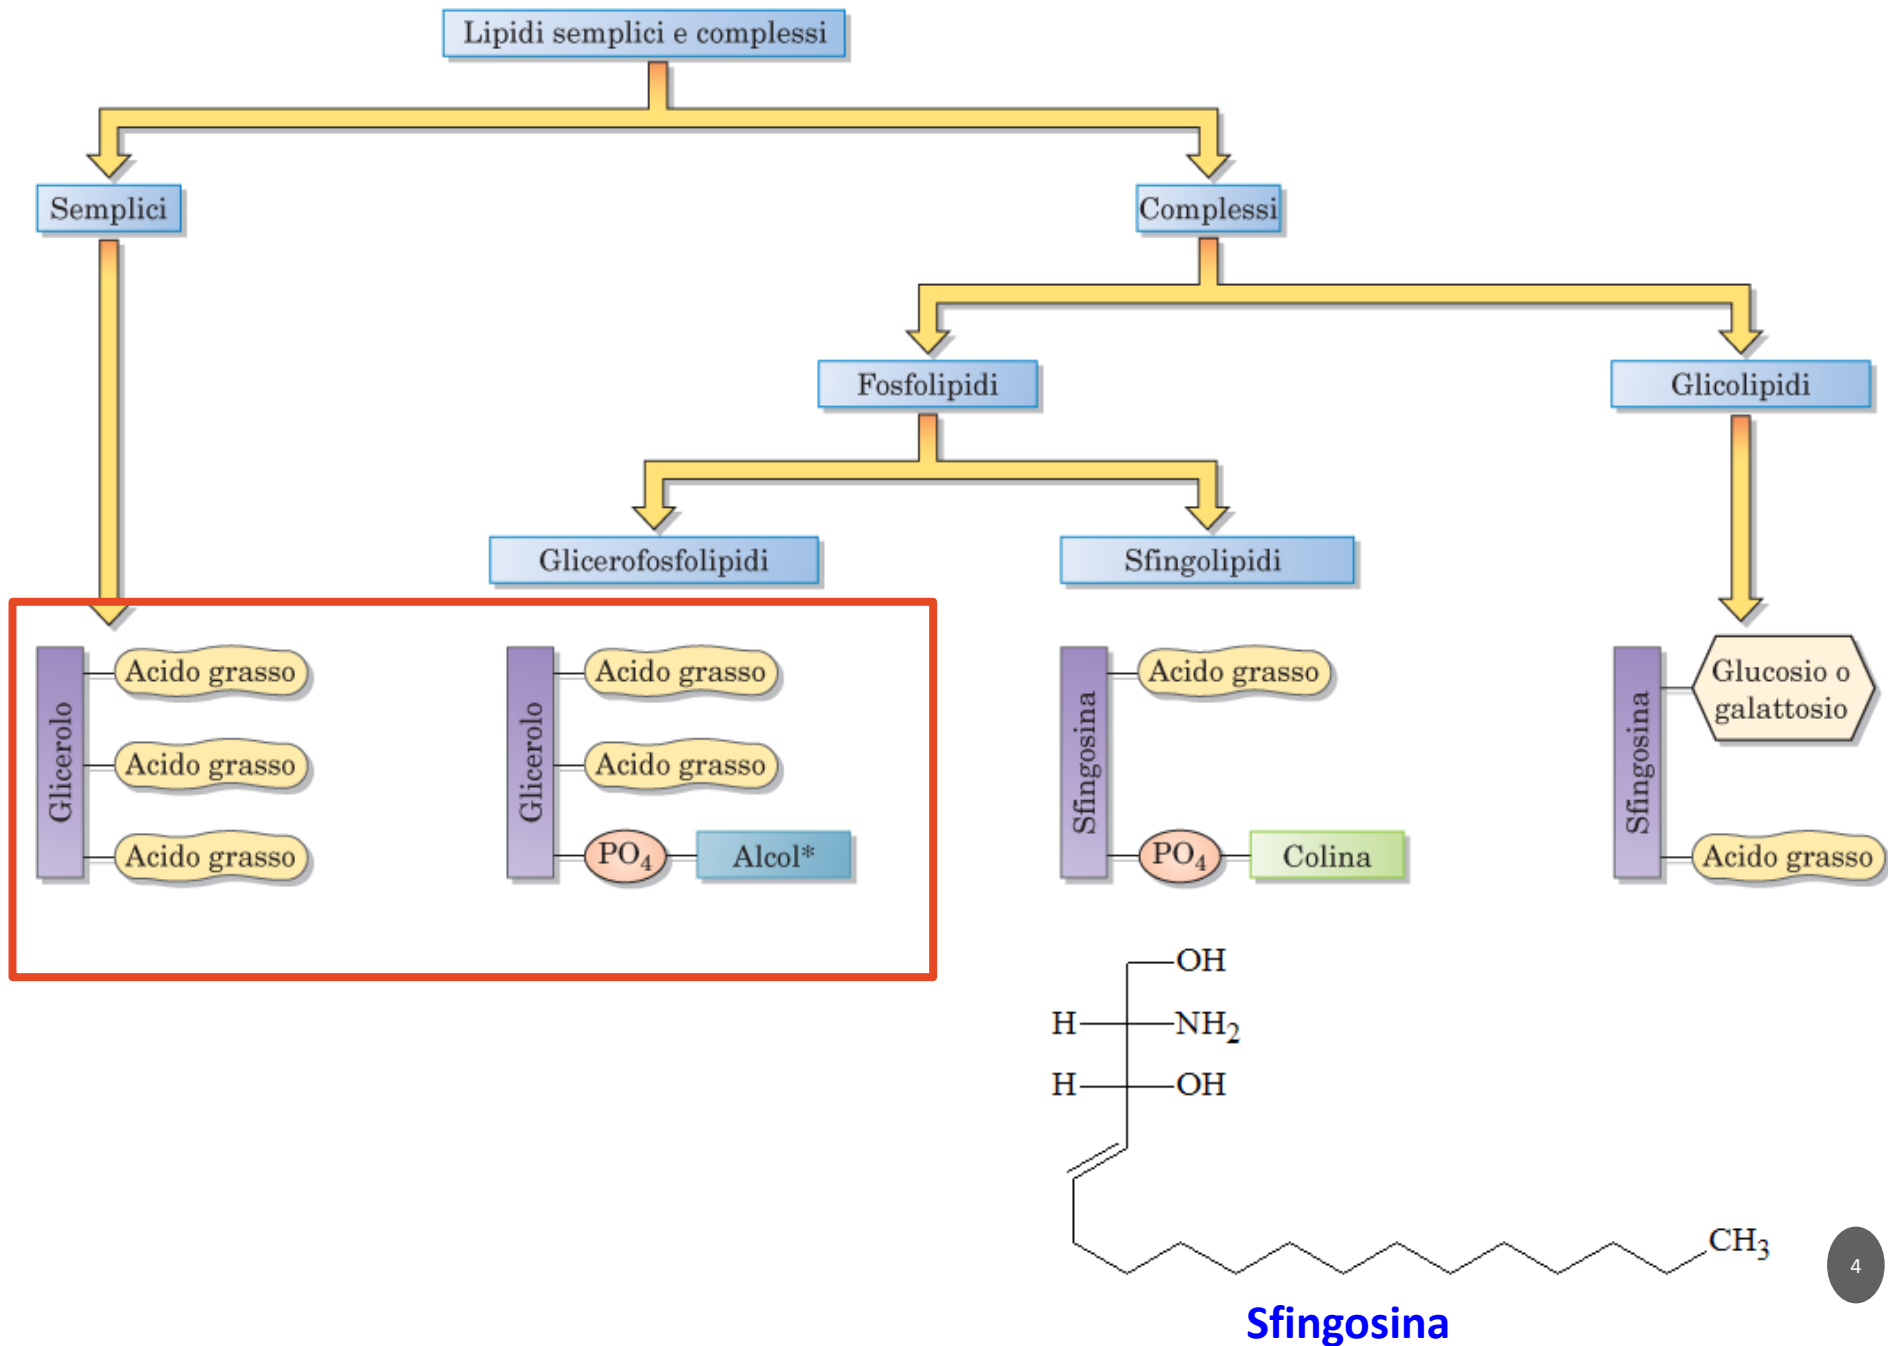 Lipidi semplici e complessi
Semplici
Complessi
Fosfolipidi
Glicolipidi
Glicerofosfolipidi
Sfingolipidi
Glicerolo
Acido grasso
Acido grasso
Acido grasso
Glicerolo
Acido grasso
Acido grasso
PO4
Alcol*
Sfingosina
Acido grasso
PO4
Colina
Sfingosina
Glucosio o
galattosio
Acido grasso
OH
H NH2
H OH
CH3
4
Sfingosina